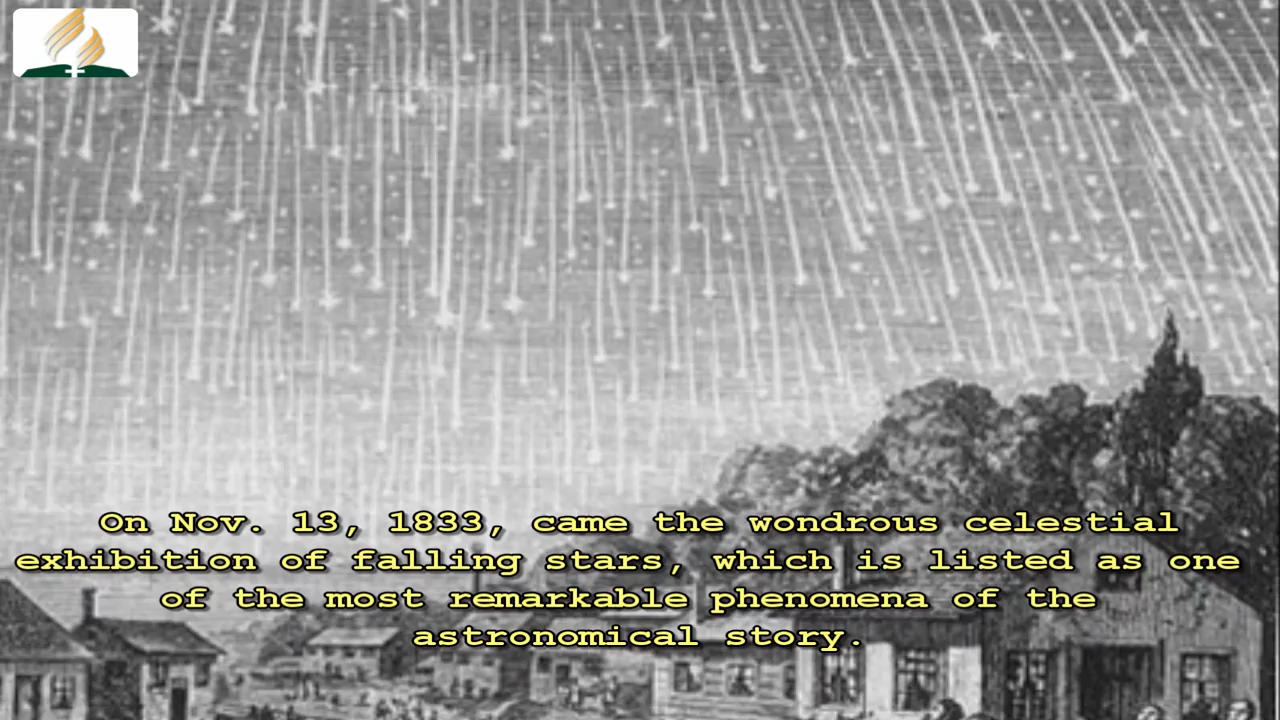 On Nov. 13, 1833, came the wondrous celestial
exhibition of falling stars, which is listed as one
of the most remarkable phenomena of the
astronomical story.